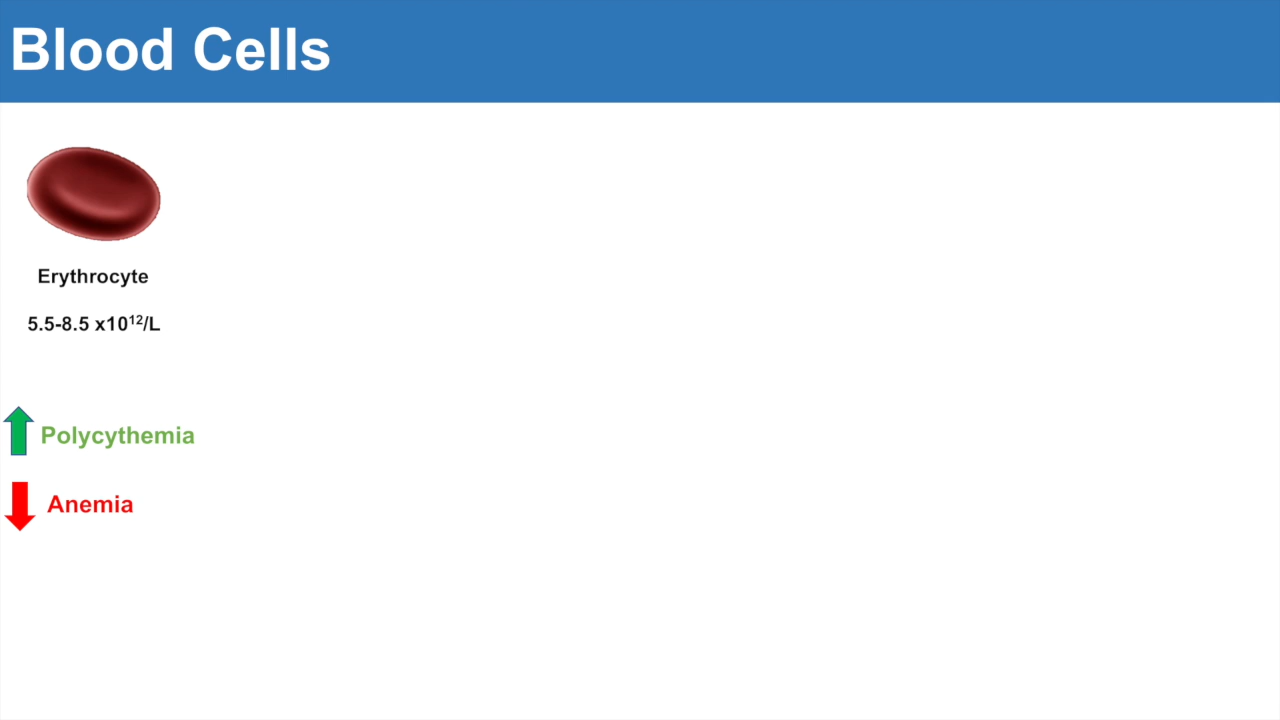 Blood Cells
Erythrocyte
5.5-8.5 x10¹²/L
Polycythemia
Anemia